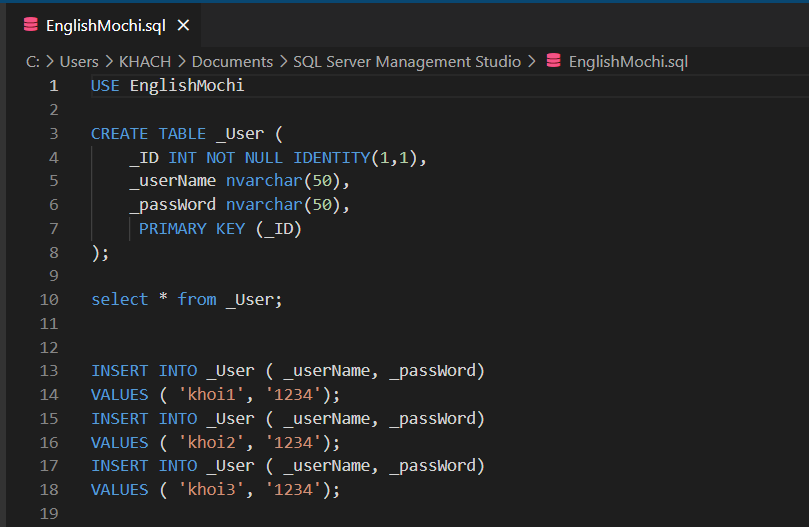 EnglishMochi.sql ×
C: > Users > KHACH > Documents > SQL Server Management Studio > EnglishMochi.sql
1 USE EnglishMochi
2
3 CREATE TABLE _User (
4 _ID INT NOT NULL IDENTITY(1,1),
5 _userName nvarchar(50),
6 _passWord nvarchar(50),
7 PRIMARY KEY (_ID)
8 );
9
10 select * from _User;
11
12
13 INSERT INTO _User ( _userName, _passWord)
14 VALUES ( 'khoi1', '1234');
15 INSERT INTO _User ( _userName, _passWord)
16 VALUES ( 'khoi2', '1234');
17 INSERT INTO _User ( _userName, _passWord)
18 VALUES ( 'khoi3', '1234');
19